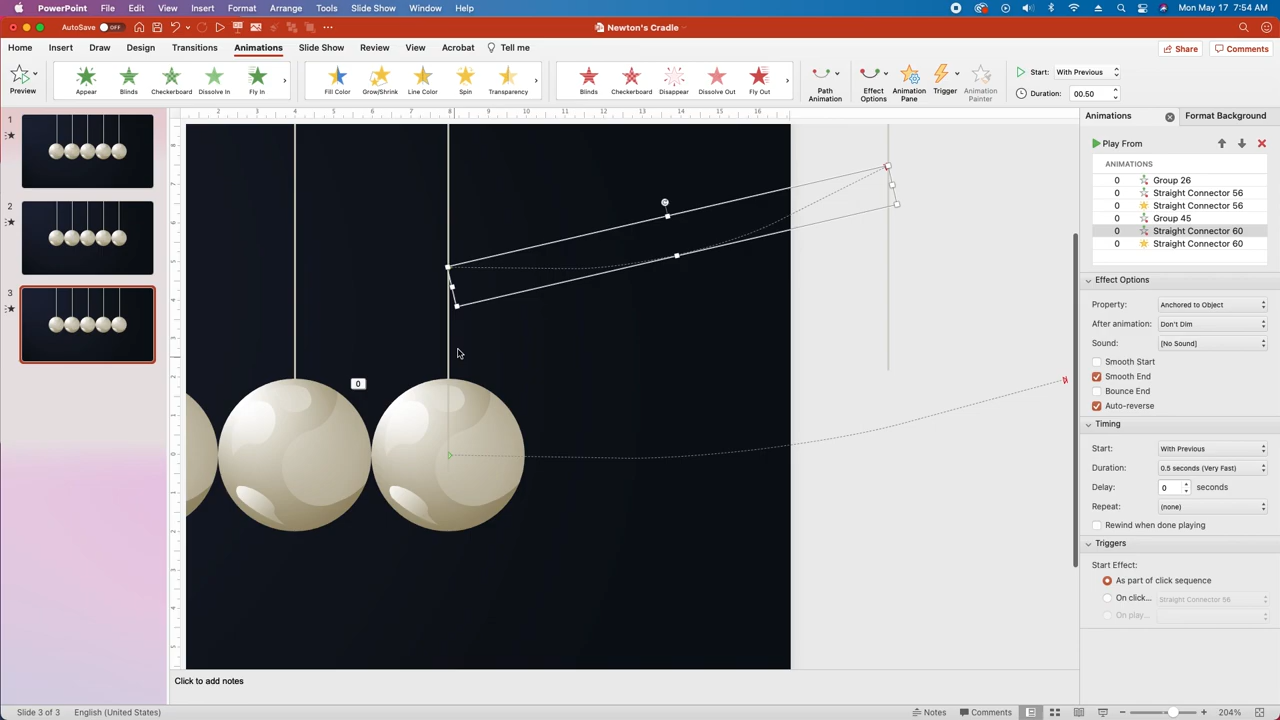 PowerPoint File Edit View Insert Format Arrange Tools Slide Show Window Help Mon May 17 7:54 AM
AutoSave OFF Newton's Cradle
Home Insert Draw Design Transitions Animations Slide Show Review View Acrobat Tell me Share Comments
Preview Appear Blinds Checkerboard Dissolve In Fly In Fill Color Grow/Shrink Line Color Spin Transparency Blinds Checkerboard Disappear Dissolve Out Fly Out Path Animation Effect Options Animation Pane Trigger Animation Painter
Start: With Previous
Duration: 00.50
Animations Format Background
Play From
ANIMATIONS
0 Group 26
0 Straight Connector 56
0 Straight Connector 56
0 Group 45
0 Straight Connector 60
0 Straight Connector 60
Effect Options
Property: Anchored to Object
After animation: Don't Dim
Sound: [No Sound]
Smooth Start
Smooth End
Bounce End
Auto-reverse
Timing
Start: With Previous
Duration: 0.5 seconds (Very Fast)
Delay: 0 seconds
Repeat: (none)
Rewind when done playing
Triggers
Start Effect:
As part of click sequence
On click... Straight Connector 56
On play...
1
2
3
0
Click to add notes
Slide 3 of 3 English (United States) Notes Comments 204%